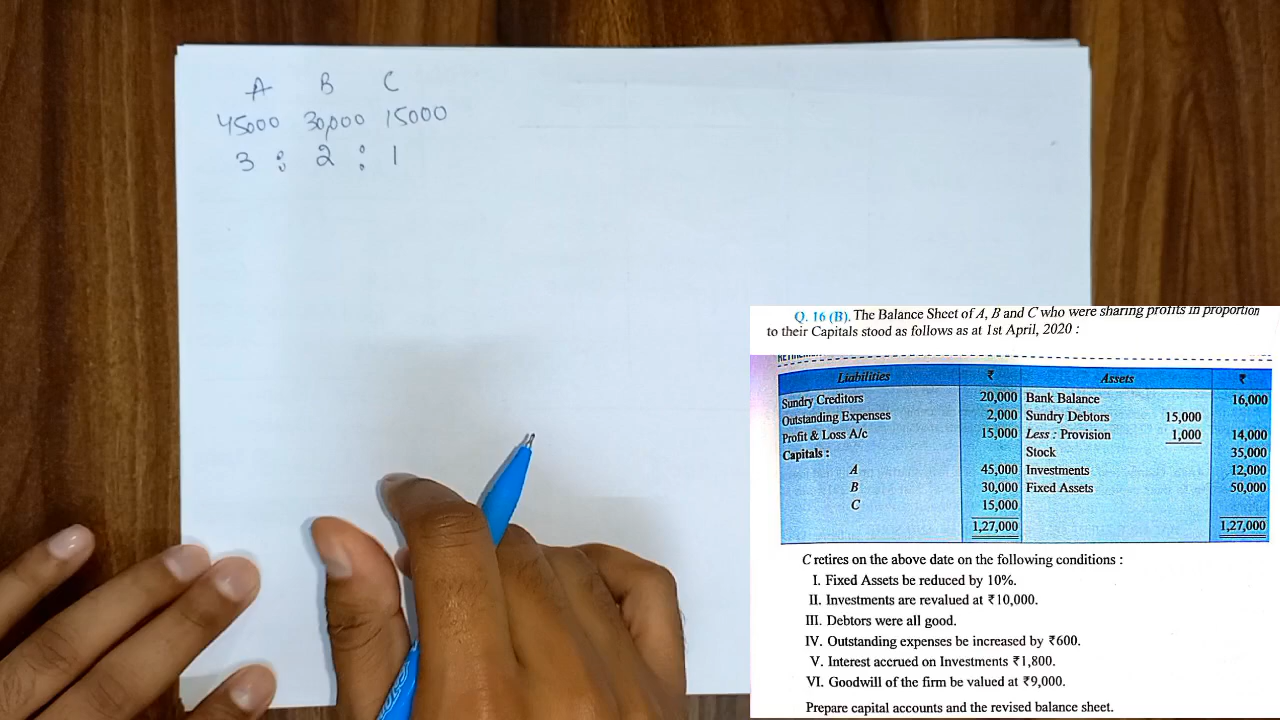 A B C
45000 30,000 15000
3 : 2 : 1
Q. 16 (B). The Balance Sheet of A, B and C who were sharing profits in proportion
to their Capitals stood as follows as at 1st April, 2020 :
Liabilities ₹ Assets ₹
Sundry Creditors 20,000 Bank Balance 16,000
Outstanding Expenses 2,000 Sundry Debtors 15,000
Profit & Loss A/c 15,000 Less : Provision 1,000 14,000
Capitals : Stock 35,000
A 45,000 Investments 12,000
B 30,000 Fixed Assets 50,000
C 15,000
1,27,000 1,27,000
C retires on the above date on the following conditions :
I. Fixed Assets be reduced by 10%.
II. Investments are revalued at ₹10,000.
III. Debtors were all good.
IV. Outstanding expenses be increased by ₹600.
V. Interest accrued on Investments ₹1,800.
VI. Goodwill of the firm be valued at ₹9,000.
Prepare capital accounts and the revised balance sheet.